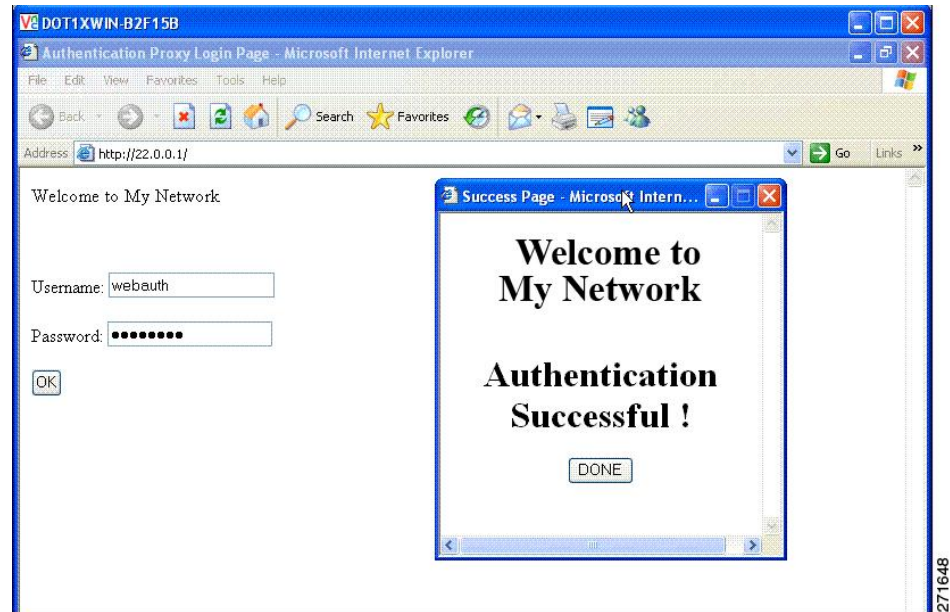 DOT1XWIN-B2F15B
Authentication Proxy Login Page - Microsoft Internet Explorer
File Edit View Favorites Tools Help
Back Search Favorites
Address http://22.0.0.1/ Go Links »
Welcome to My Network
Username: webauth
Password: ••••••••
OK
Success Page - Microsoft Intern...
Welcome to
My Network
Authentication
Successful !
DONE
271648